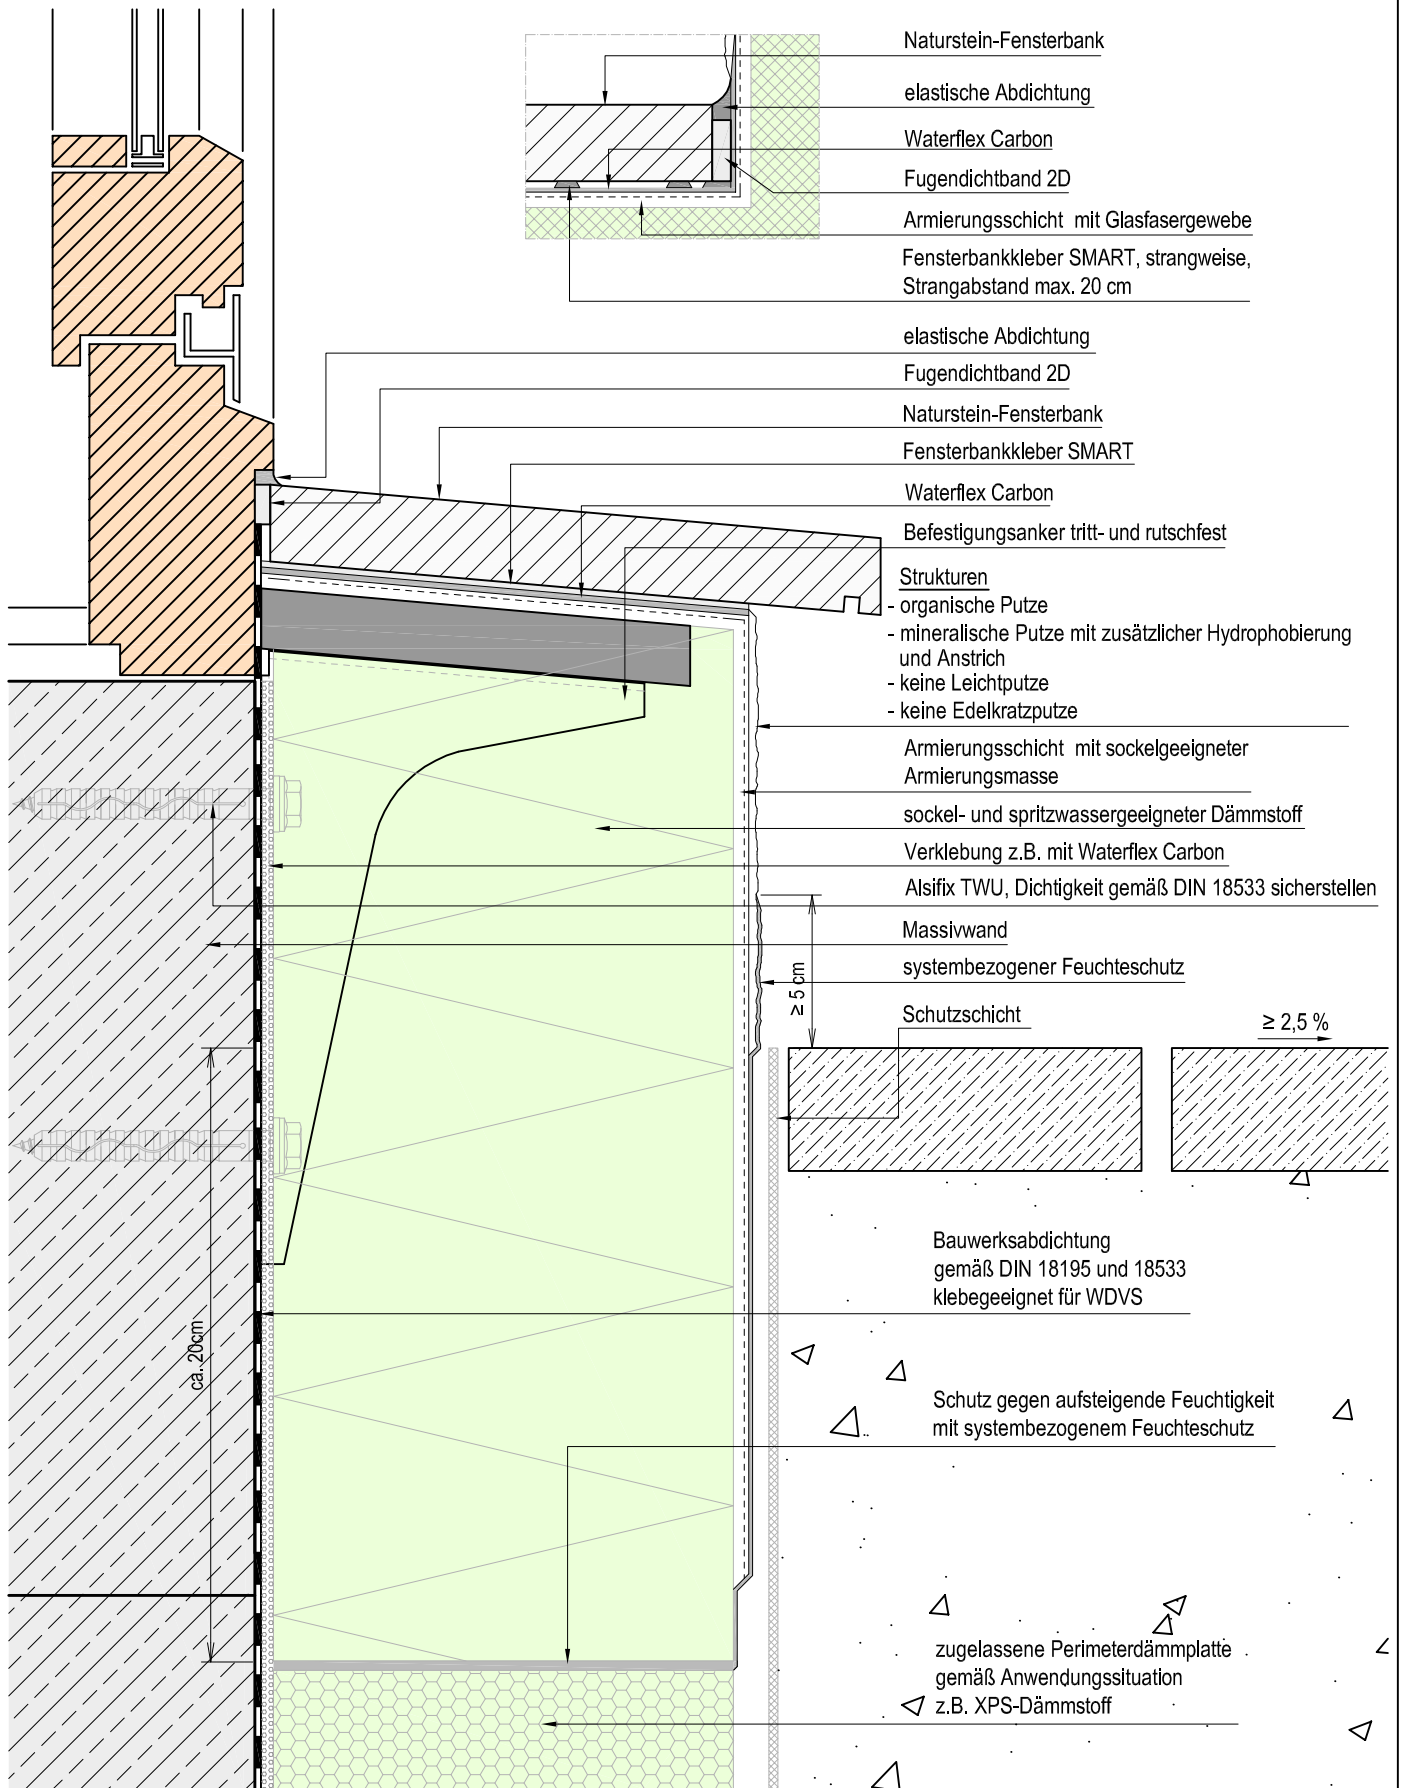 Naturstein-Fensterbank
elastische Abdichtung
Waterflex Carbon
Fugendichtband 2D
Armierungsschicht mit Glasfasergewebe
Fensterbankkleber SMART, strangweise,
Strangabstand max. 20 cm
elastische Abdichtung
Fugendichtband 2D
Naturstein-Fensterbank
Fensterbankkleber SMART
Waterflex Carbon
Befestigungsanker tritt- und rutschfest
Strukturen
- organische Putze
- mineralische Putze mit zusätzlicher Hydrophobierung
und Anstrich
- keine Leichtputze
- keine Edelkratzputze
Armierungsschicht mit sockelgeeigneter
Armierungsmasse
sockel- und spritzwassergeeigneter Dämmstoff
Verklebung z.B. mit Waterflex Carbon
Alsifix TWU, Dichtigkeit gemäß DIN 18533 sicherstellen
Massivwand
systembezogener Feuchteschutz
≥ 5 cm
Schutzschicht
≥ 2,5 %
Bauwerksabdichtung
gemäß DIN 18195 und 18533
klebegeeignet für WDVS
ca. 20cm
Schutz gegen aufsteigende Feuchtigkeit
mit systembezogenem Feuchteschutz
zugelassene Perimeterdämmplatte
gemäß Anwendungssituation
z.B. XPS-Dämmstoff